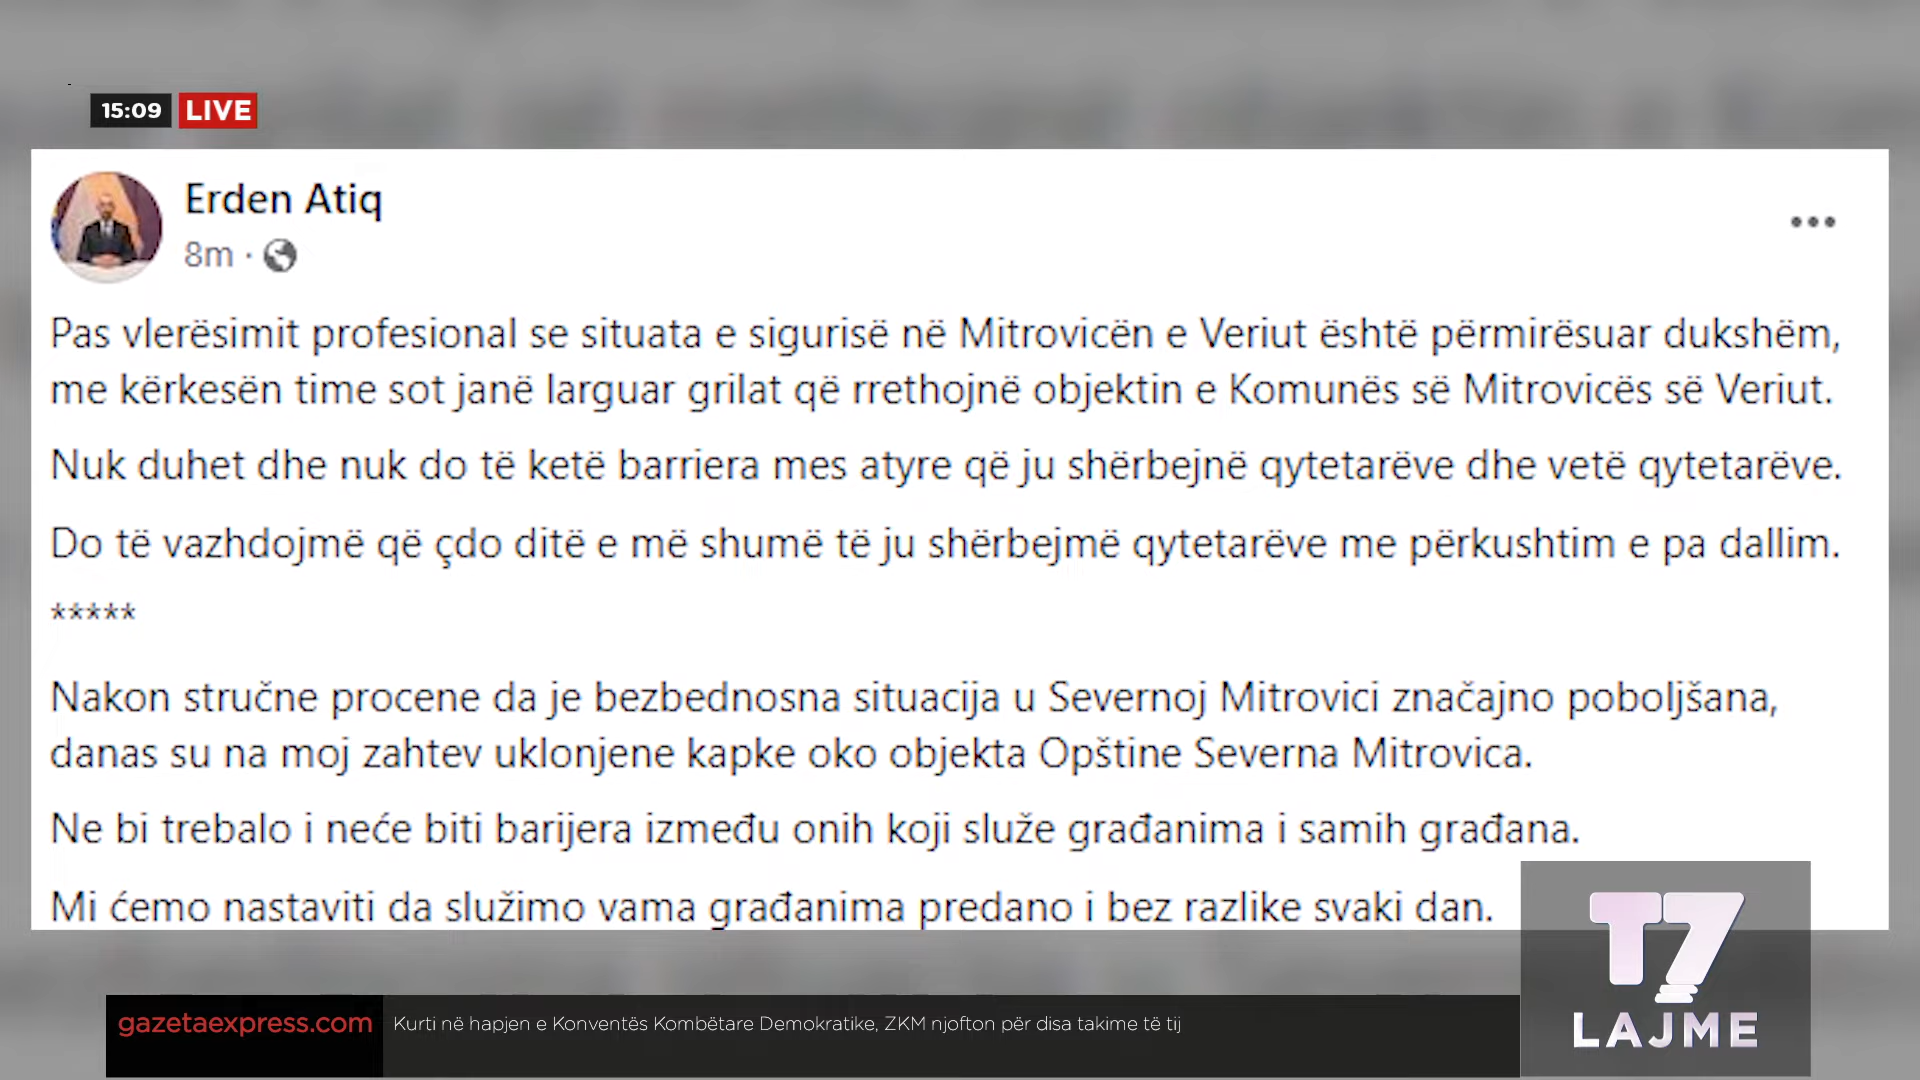 15:09 LIVE
Erden Atiq
8m ·
Pas vlerësimit profesional se situata e sigurisë në Mitrovicën e Veriut është përmirësuar dukshëm,
me kërkesën time sot janë larguar grilat që rrethojnë objektin e Komunës së Mitrovicës së Veriut.
Nuk duhet dhe nuk do të ketë barriera mes atyre që ju shërbejnë qytetarëve dhe vetë qytetarëve.
Do të vazhdojmë që çdo ditë e më shumë të ju shërbejmë qytetarëve me përkushtim e pa dallim.
*****
Nakon stručne procene da je bezbednosna situacija u Severnoj Mitrovici značajno poboljšana,
danas su na moj zahtev uklonjene kapke oko objekta Opštine Severna Mitrovica.
Ne bi trebalo i neće biti barijera između onih koji služe građanima i samih građana.
Mi ćemo nastaviti da služimo vama građanima predano i bez razlike svaki dan.
gazetaexpress.com Kurti në hapjen e Konventës Kombëtare Demokratike, ZKM njofton për disa takime të tij
T7
LAJME